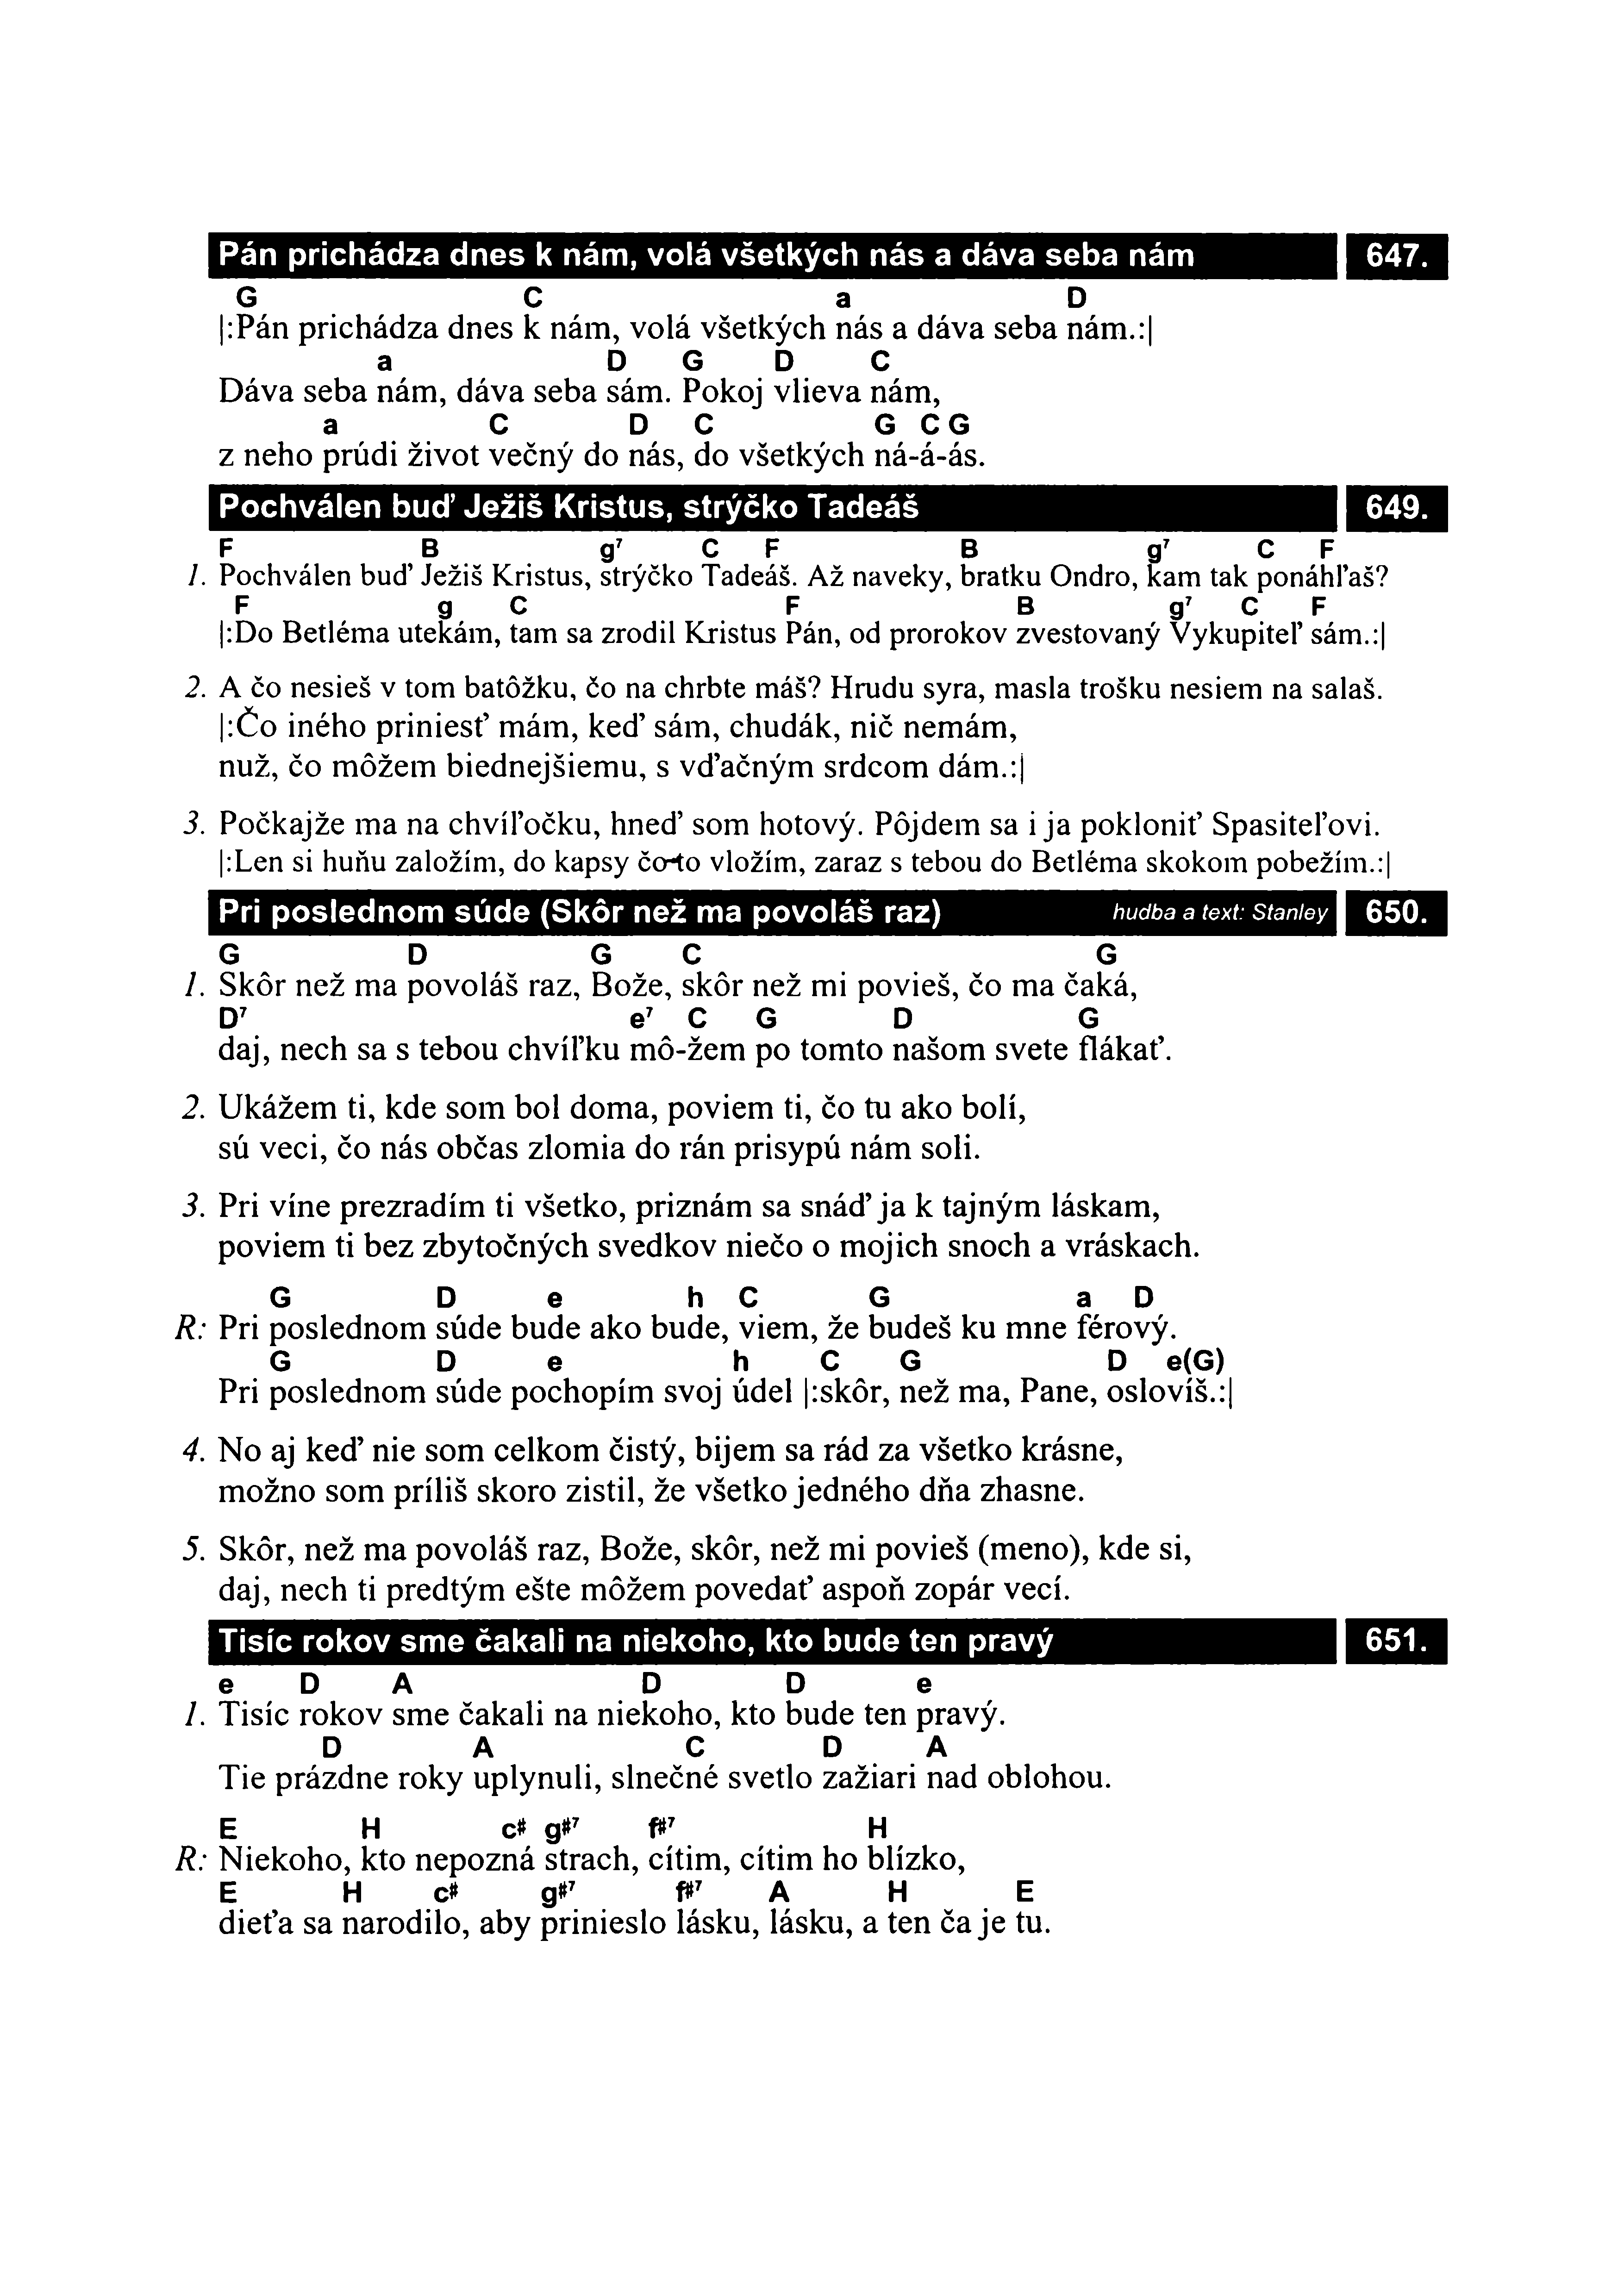 Pán prichádza dnes k nám, volá všetkých nás a dáva seba nám 647.
G C a D
|:Pán prichádza dnes k nám, volá všetkých nás a dáva seba nám.:|
a D G D C
Dáva seba nám, dáva seba sám. Pokoj vlieva nám,
a C D C G C G
z neho prúdi život večný do nás, do všetkých ná-á-ás.
Pochválen buď Ježiš Kristus, strýčko Tadeáš 649.
F B g⁷ C F B g⁷ C F
1. Pochválen buď Ježiš Kristus, strýčko Tadeáš. Až naveky, bratku Ondro, kam tak ponáhľaš?
F g C F B g⁷ C F
|:Do Betléma utekám, tam sa zrodil Kristus Pán, od prorokov zvestovaný Vykupiteľ sám.:|
2. A čo nesieš v tom batôžku, čo na chrbte máš? Hrudu syra, masla trošku nesiem na salaš.
|:Čo iného priniesť mám, keď sám, chudák, nič nemám,
nuž, čo môžem biednejšiemu, s vďačným srdcom dám.:|
3. Počkajže ma na chvíľočku, hneď som hotový. Pôjdem sa i ja pokloniť Spasiteľovi.
|:Len si huňu založím, do kapsy čo-to vložím, zaraz s tebou do Betléma skokom pobežím.:|
Pri poslednom súde (Skôr než ma povoláš raz) hudba a text: Stanley 650.
G D G C G
1. Skôr než ma povoláš raz, Bože, skôr než mi povieš, čo ma čaká,
D⁷ e⁷ C G D G
daj, nech sa s tebou chvíľku mô-žem po tomto našom svete flákať.
2. Ukážem ti, kde som bol doma, poviem ti, čo tu ako bolí,
sú veci, čo nás občas zlomia do rán prisypú nám soli.
3. Pri víne prezradím ti všetko, priznám sa snáď ja k tajným láskam,
poviem ti bez zbytočných svedkov niečo o mojich snoch a vráskach.
G D e h C G a D
R: Pri poslednom súde bude ako bude, viem, že budeš ku mne férový.
G D e h C G D e(G)
Pri poslednom súde pochopím svoj údel |:skôr, než ma, Pane, oslovíš.:|
4. No aj keď nie som celkom čistý, bijem sa rád za všetko krásne,
možno som príliš skoro zistil, že všetko jedného dňa zhasne.
5. Skôr, než ma povoláš raz, Bože, skôr, než mi povieš (meno), kde si,
daj, nech ti predtým ešte môžem povedať aspoň zopár vecí.
Tisíc rokov sme čakali na niekoho, kto bude ten pravý 651.
e D A D D e
1. Tisíc rokov sme čakali na niekoho, kto bude ten pravý.
D A C D A
Tie prázdne roky uplynuli, slnečné svetlo zažiari nad oblohou.
E H c# g#⁷ f#⁷ H
R: Niekoho, kto nepozná strach, cítim, cítim ho blízko,
E H c# g#⁷ f#⁷ A H E
dieťa sa narodilo, aby prinieslo lásku, lásku, a ten ča je tu.